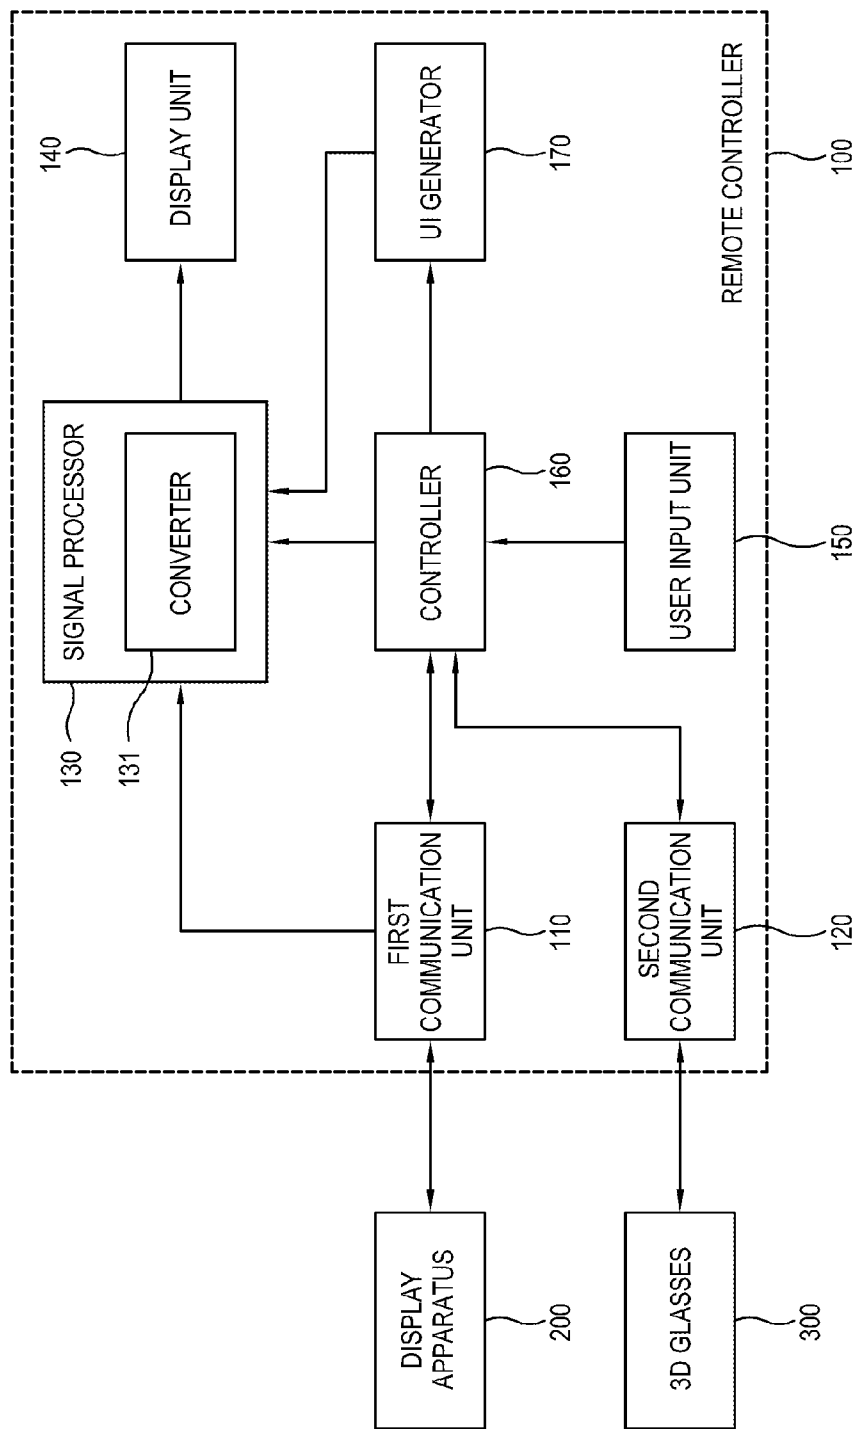 140
DISPLAY UNIT
UI GENERATOR
170
REMOTE CONTROLLER
100
130
SIGNAL PROCESSOR
131
CONVERTER
CONTROLLER
160
USER INPUT UNIT
150
FIRST
COMMUNICATION
UNIT
110
SECOND
COMMUNICATION
UNIT
120
DISPLAY
APPARATUS
200
3D GLASSES
300